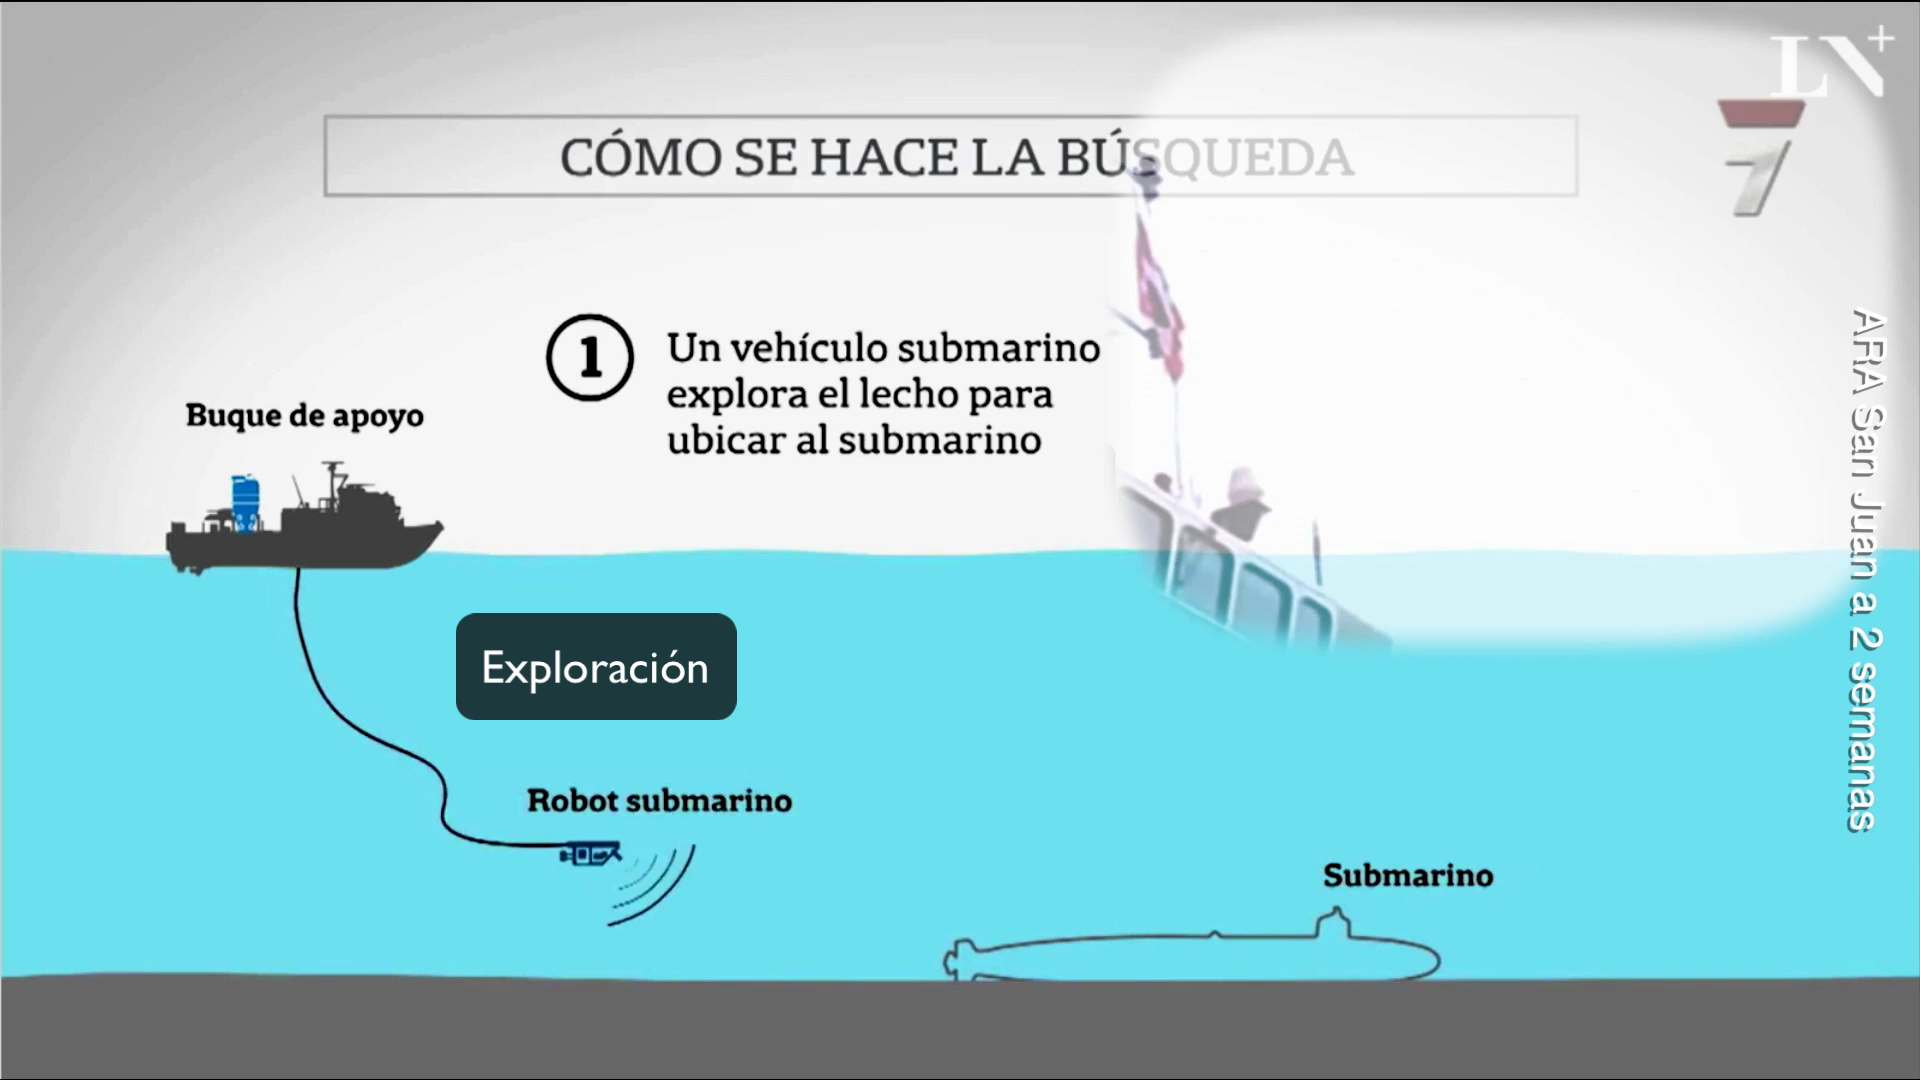 LN+
7
CÓMO SE HACE LA BÚSQUEDA
1
Un vehículo submarino
explora el lecho para
ubicar al submarino
Buque de apoyo
Exploración
Robot submarino
Submarino
ARA San Juan a 2 semanas